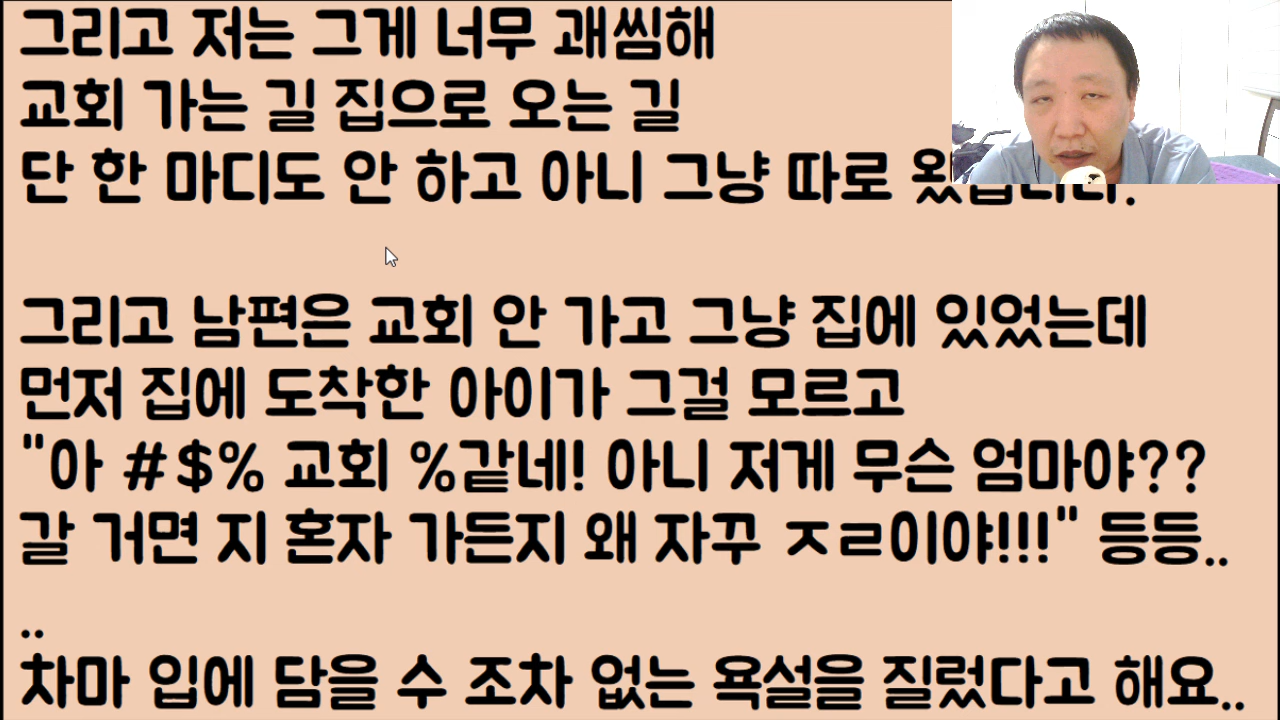 그리고 저는 그게 너무 괘씸해
교회 가는 길 집으로 오는 길
단 한 마디도 안 하고 아니 그냥 따로
그리고 남편은 교회 안 가고 그냥 집에 있었는데
먼저 집에 도착한 아이가 그걸 모르고
"아 #$% 교회 %같네! 아니 저게 무슨 엄마야??
갈 거면 지 혼자 가든지 왜 자꾸 ㅈㄹ이야!!!" 등등..
..
차마 입에 담을 수 조차 없는 욕설을 질렀다고 해요..